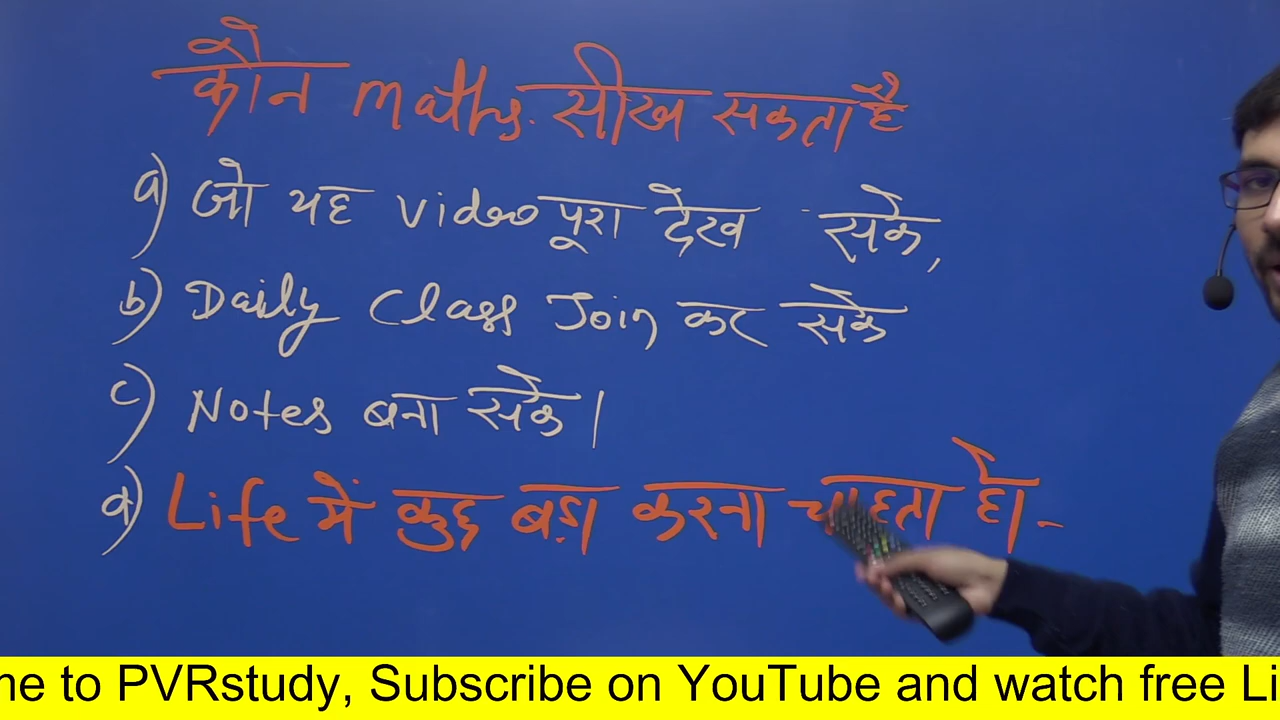 कौन maths. सीख सकता है
a) जो यह video पूरा देख सके,
b) Daily Class Join कर सके
c) Notes बना सके।
d) Life में कुछ बड़ा करना चाहता हो -
me to PVRstudy, Subscribe on YouTube and watch free Li